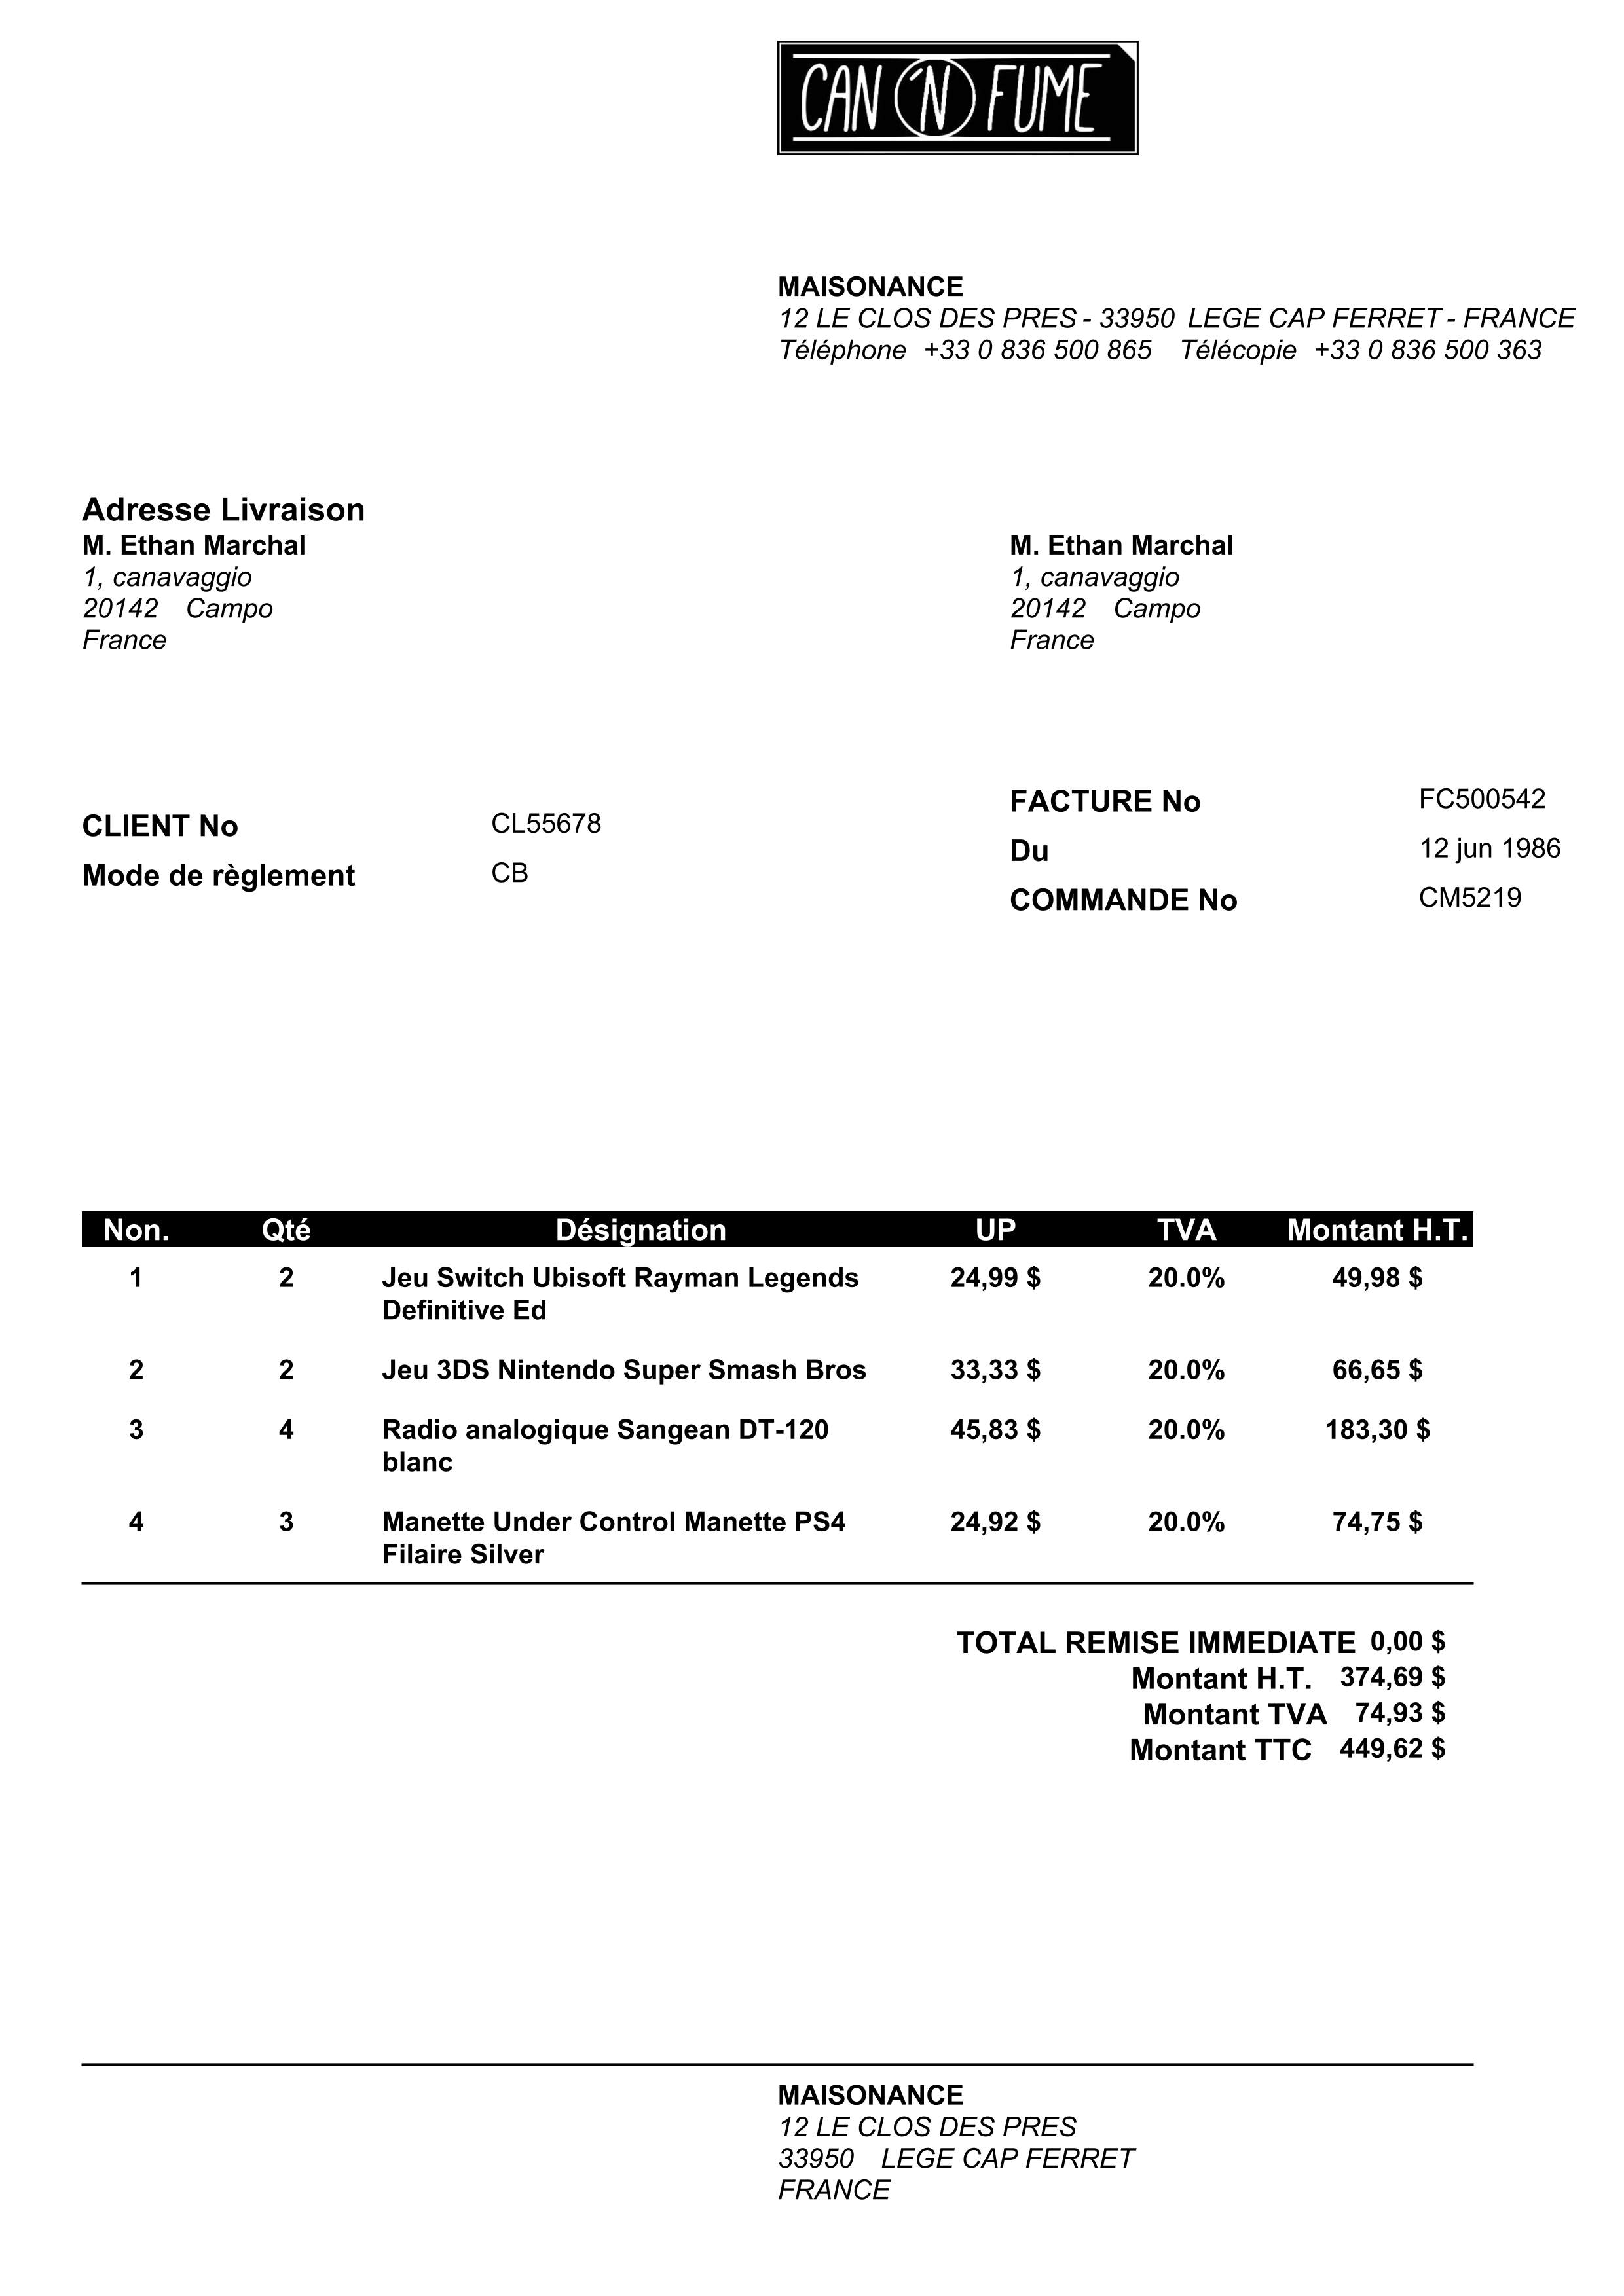 CAN 'N FUME
MAISONANCE
12 LE CLOS DES PRES - 33950 LEGE CAP FERRET - FRANCE
Téléphone +33 0 836 500 865 Télécopie +33 0 836 500 363
Adresse Livraison
M. Ethan Marchal
1, canavaggio
20142 Campo
France
M. Ethan Marchal
1, canavaggio
20142 Campo
France
CLIENT No CL55678
Mode de règlement CB
FACTURE No FC500542
Du 12 jun 1986
COMMANDE No CM5219
Non. Qté Désignation UP TVA Montant H.T.
1 2 Jeu Switch Ubisoft Rayman Legends 24,99 $ 20.0% 49,98 $
Definitive Ed
2 2 Jeu 3DS Nintendo Super Smash Bros 33,33 $ 20.0% 66,65 $
3 4 Radio analogique Sangean DT-120 45,83 $ 20.0% 183,30 $
blanc
4 3 Manette Under Control Manette PS4 24,92 $ 20.0% 74,75 $
Filaire Silver
TOTAL REMISE IMMEDIATE 0,00 $
Montant H.T. 374,69 $
Montant TVA 74,93 $
Montant TTC 449,62 $
MAISONANCE
12 LE CLOS DES PRES
33950 LEGE CAP FERRET
FRANCE